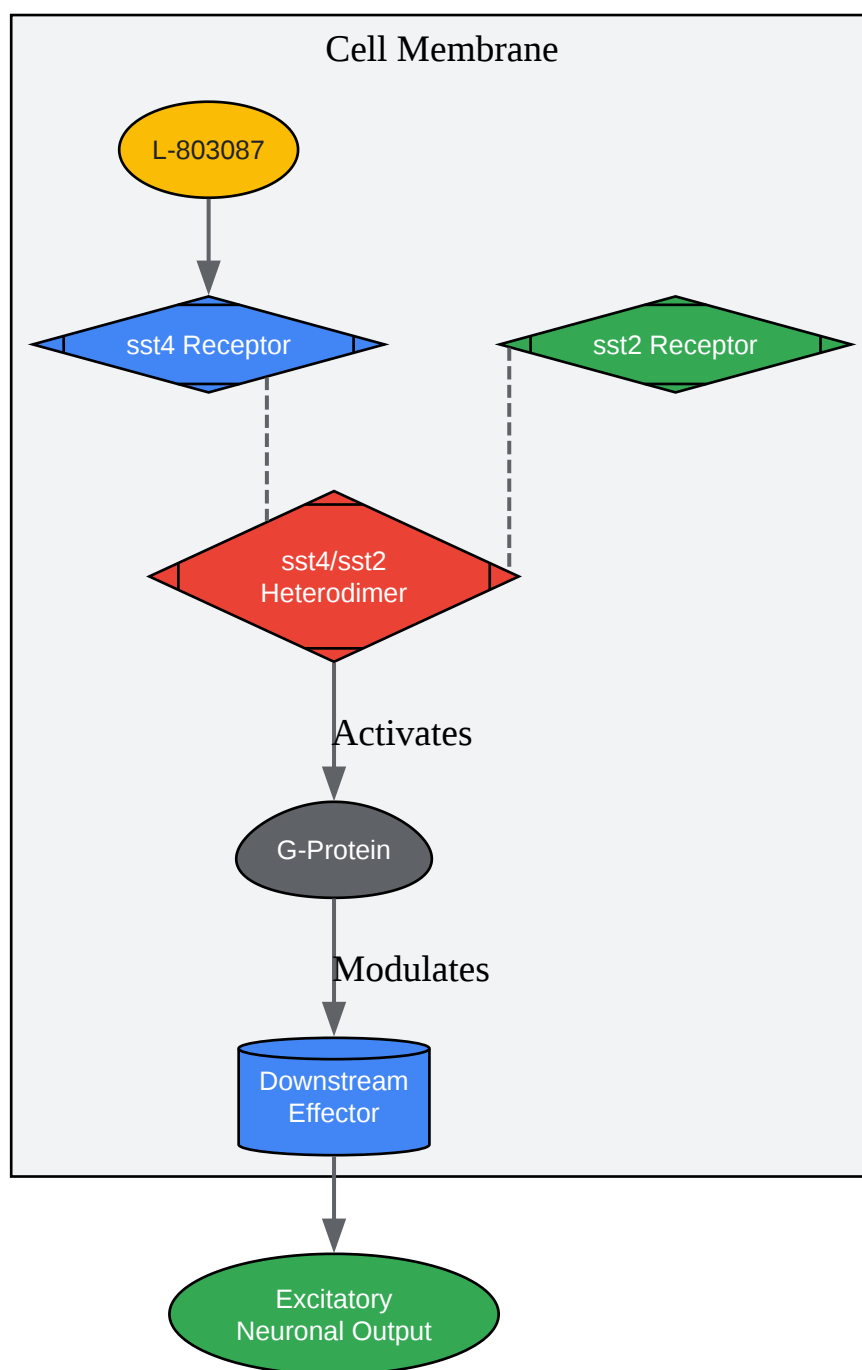 Cell Membrane
L-803087
sst4 Receptor
sst2 Receptor
sst4/sst2
Heterodimer
Activates
G-Protein
Modulates
Downstream
Effector
Excitatory
Neuronal Output